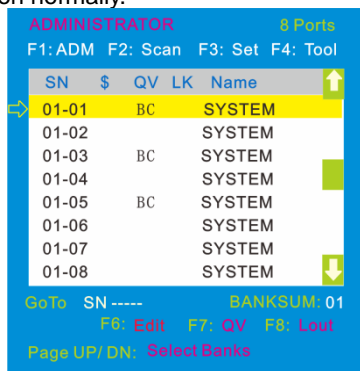 on normally.
ADMINISTRATOR 8 Ports
F1: ADM F2: Scan F3: Set F4: Tool
SN $ QV LK Name
01-01 BC SYSTEM
01-02 SYSTEM
01-03 BC SYSTEM
01-04 SYSTEM
01-05 BC SYSTEM
01-06 SYSTEM
01-07 SYSTEM
01-08 SYSTEM
GoTo SN ----- BANKSUM: 01
F6: Edit F7: QV F8: Lout
Page UP/ DN: Select Banks